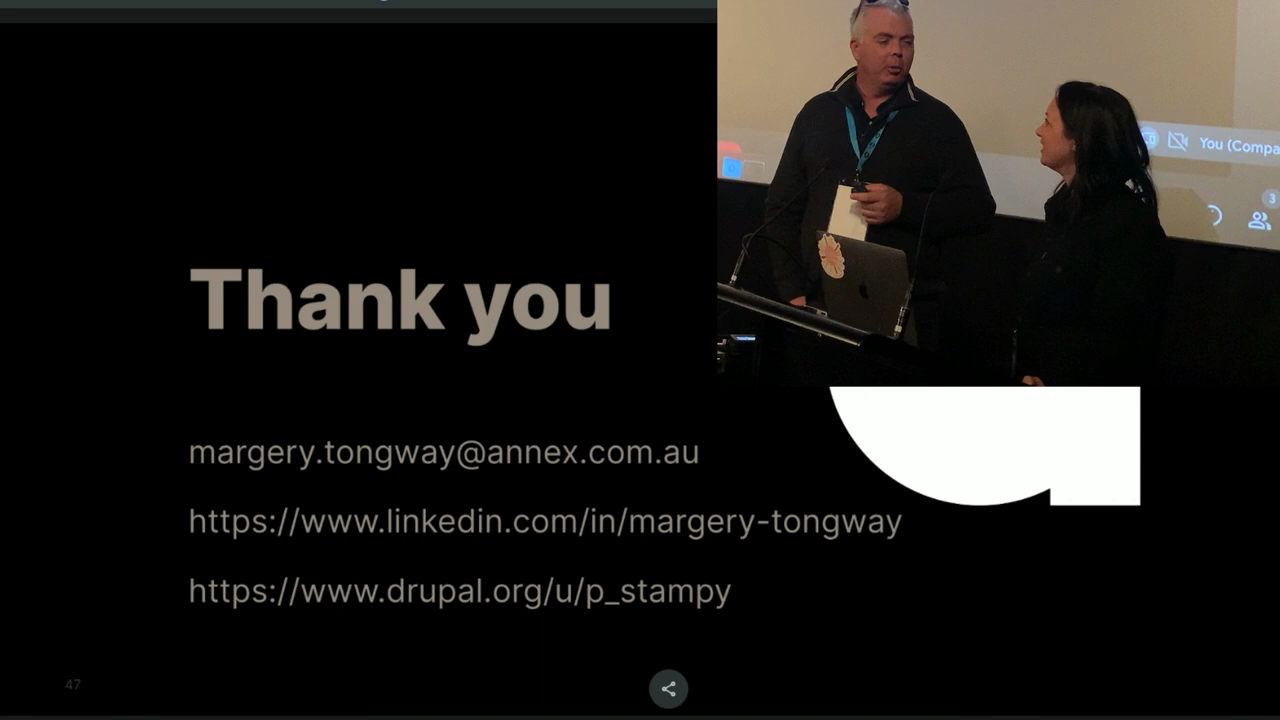 Thank you
margery.tongway@annex.com.au
https://www.linkedin.com/in/margery-tongway
https://www.drupal.org/u/p_stampy
47
You (Compa
3